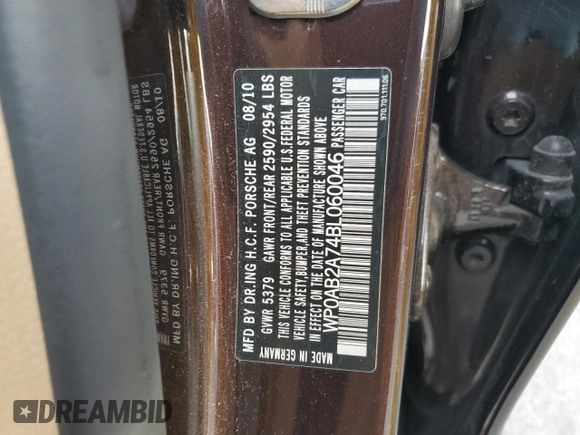 MFD BY DR.ING H.C.F. PORSCHE AG 08/10
GVWR 5379 GAWR FRONT/REAR 2590/2954 LBS
THIS VEHICLE CONFORMS TO ALL APPLICABLE U.S.FEDERAL MOTOR
VEHICLE SAFETY,BUMPER,AND THEFT PREVENTION STANDARDS
IN EFFECT ON THE DATE OF MANUFACTURE SHOWN ABOVE
WP0AB2A74BL060046 PASSENGER CAR
MADE IN GERMANY
970.701.111.06
DREAMBID